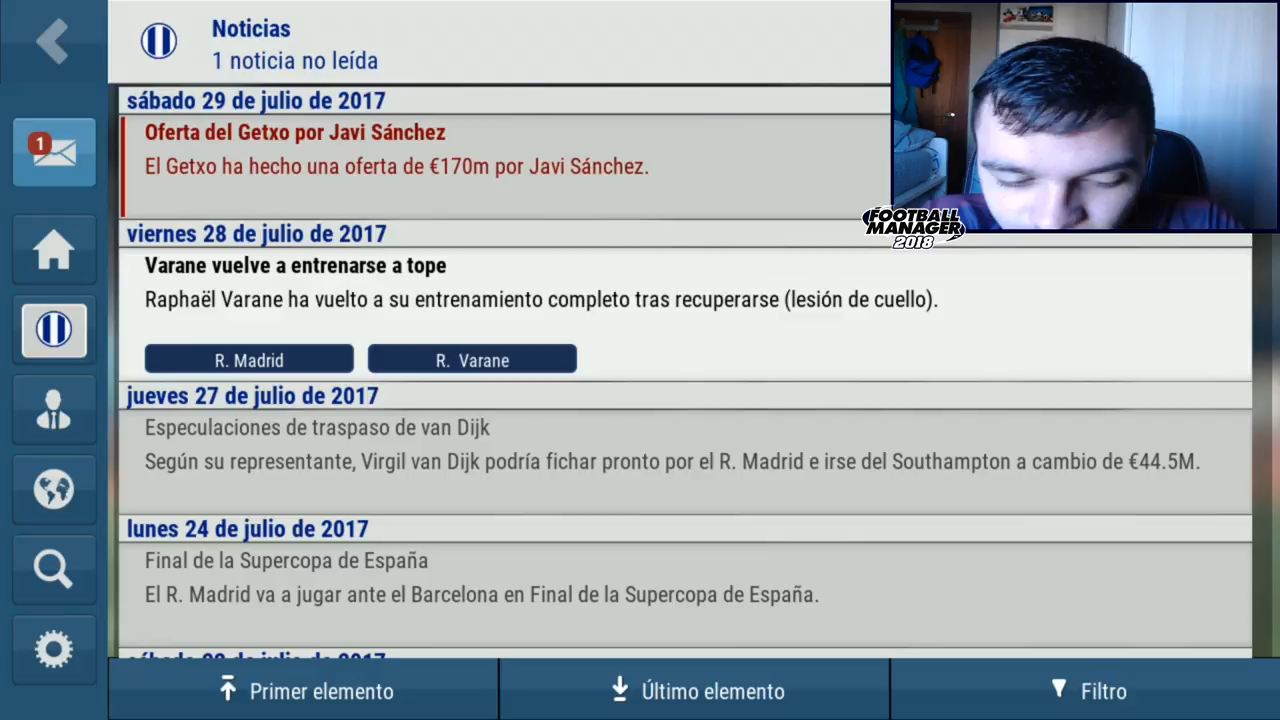 Noticias
1 noticia no leída
sábado 29 de julio de 2017
1
Oferta del Getxo por Javi Sánchez
El Getxo ha hecho una oferta de €170m por Javi Sánchez.
FOOTBALL
MANAGER
2018
viernes 28 de julio de 2017
Varane vuelve a entrenarse a tope
Raphaël Varane ha vuelto a su entrenamiento completo tras recuperarse (lesión de cuello).
R. Madrid R. Varane
jueves 27 de julio de 2017
Especulaciones de traspaso de van Dijk
Según su representante, Virgil van Dijk podría fichar pronto por el R. Madrid e irse del Southampton a cambio de €44.5M.
lunes 24 de julio de 2017
Final de la Supercopa de España
El R. Madrid va a jugar ante el Barcelona en Final de la Supercopa de España.
Primer elemento Último elemento Filtro